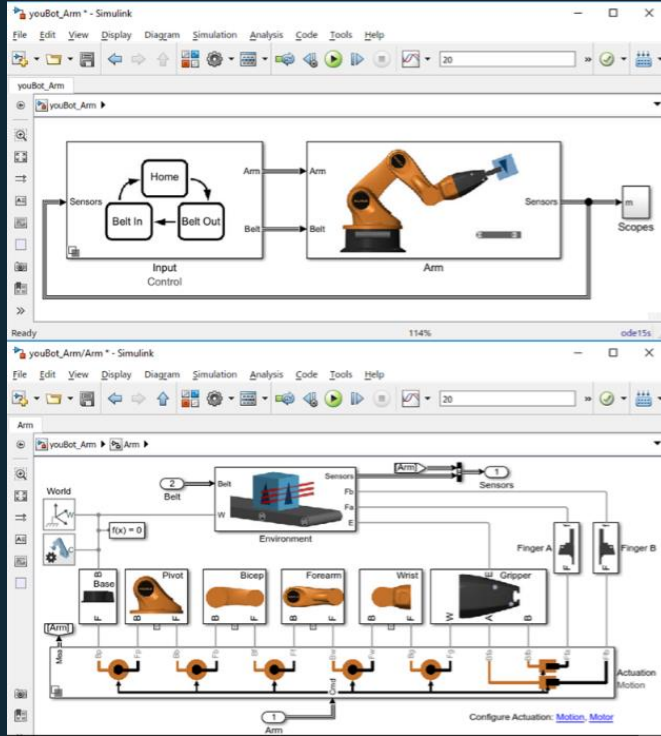 youBot_Arm * - Simulink
File Edit View Display Diagram Simulation Analysis Code Tools Help
20
youBot_Arm
youBot_Arm
Sensors
Home
Belt In
Belt Out
Arm
Belt
Input
Control
Arm
Belt
Sensors
Arm
m
Scopes
Ready
114%
ode15s
youBot_Arm/Arm * - Simulink
File Edit View Display Diagram Simulation Analysis Code Tools Help
20
Arm
youBot_Arm Arm
World
W
C
f(x) = 0
2
Belt
Belt
W
Sensors
Fb
Fa
E
Environment
[Arm]
1
Sensors
Finger A
F
Finger B
F
B
Base
F
Pivot
B F
Bicep
B F
Forearm
B F
Wrist
B F
E
Gripper
W A B
[Arm]
Cmd
Actuation
Motion
1
Arm
Configure Actuation: Motion, Motor